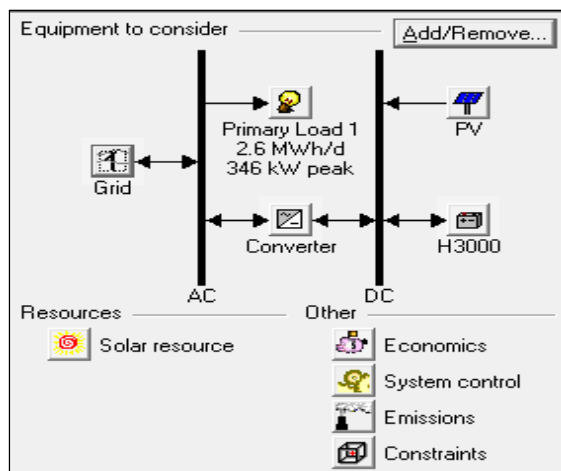 Equipment to consider
Add/Remove...
Primary Load 1
2.6 MWh/d
346 kW peak
PV
Grid
Converter
H3000
AC
DC
Resources
Other
Solar resource
Economics
System control
Emissions
Constraints